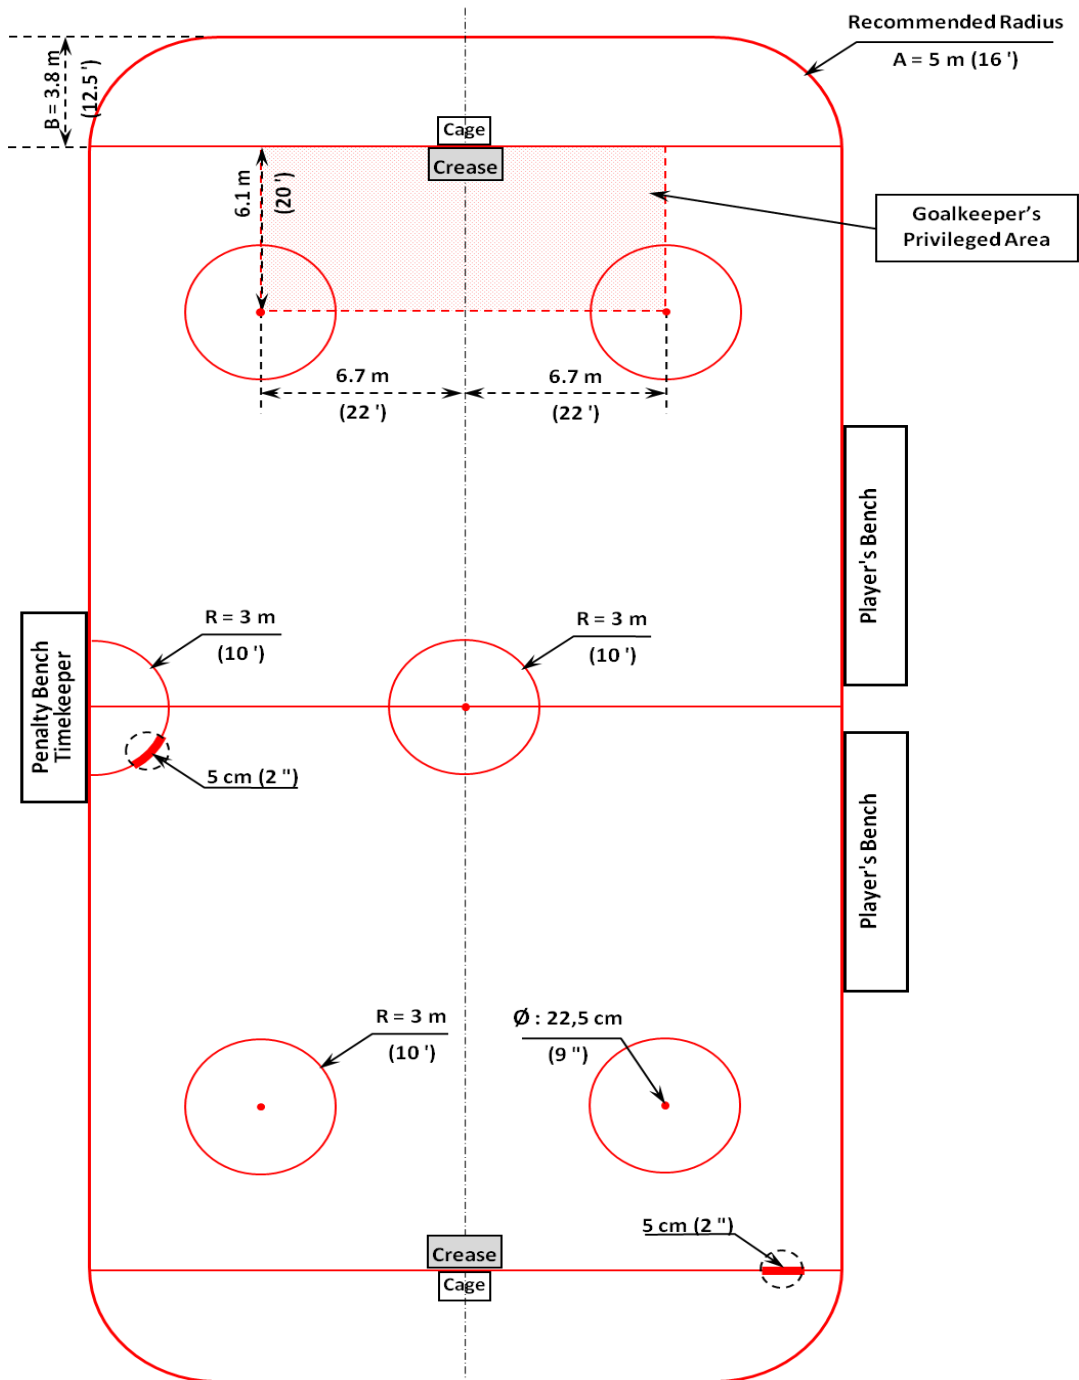 Recommended Radius
A = 5 m (16 ')
B = 3.8 m
(12.5 ')
Cage
Crease
6.1 m
(20 ')
Goalkeeper's
Privileged Area
6.7 m
(22 ')
6.7 m
(22 ')
Player's Bench
R = 3 m
(10 ')
R = 3 m
(10 ')
Penalty Bench
Timekeeper
5 cm (2 ")
Player's Bench
R = 3 m
(10 ')
Ø : 22,5 cm
(9 ")
5 cm (2 ")
Crease
Cage